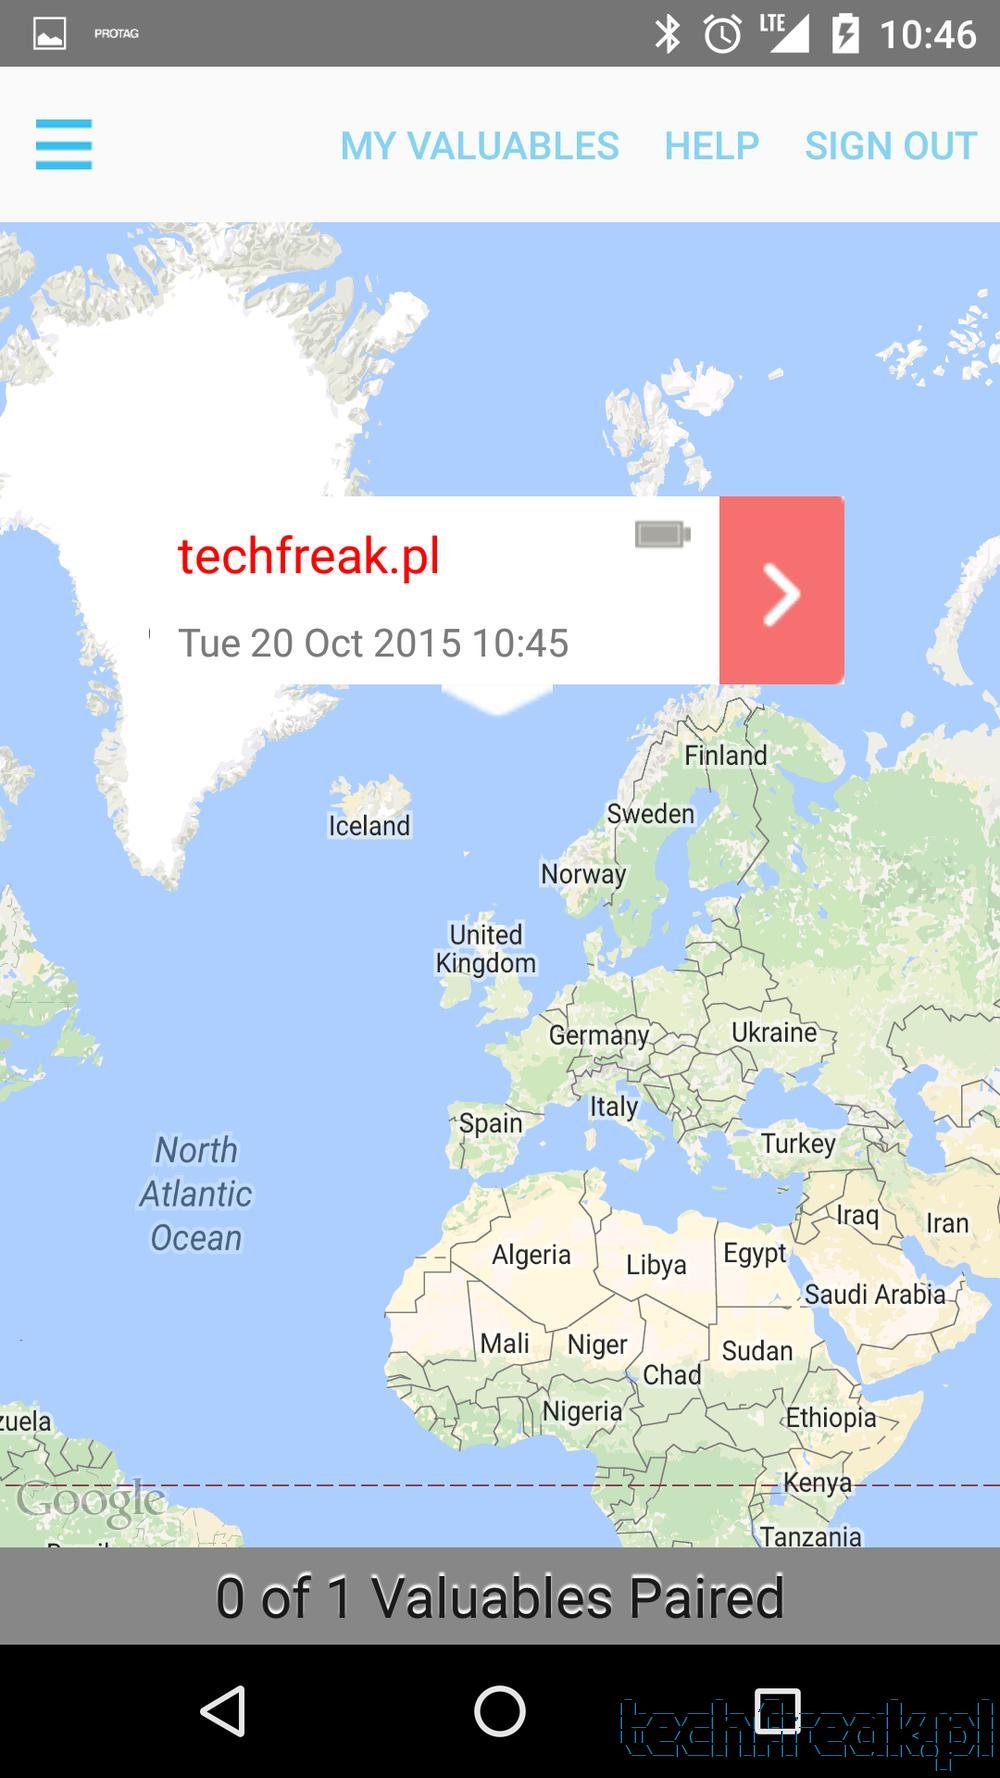 PROTAG
LTE
10:46
MY VALUABLES HELP SIGN OUT
techfreak.pl
Tue 20 Oct 2015 10:45
Finland
Sweden
Iceland
Norway
United
Kingdom
Germany
Ukraine
Italy
Spain
Turkey
North
Atlantic
Ocean
Iraq
Iran
Algeria
Libya
Egypt
Saudi Arabia
Mali
Niger
Sudan
Chad
Nigeria
Ethiopia
zuela
Kenya
Google
Tanzania
0 of 1 Valuables Paired
techfreak.pl